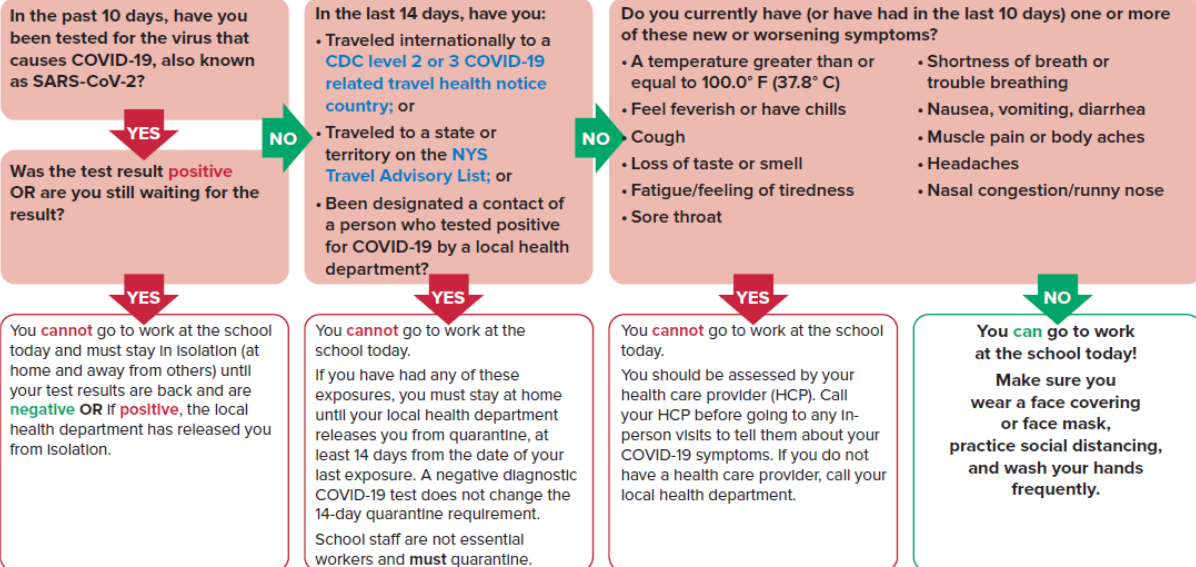 In the past 10 days, have you
been tested for the virus that
causes COVID-19, also known
as SARS-CoV-2?
YES
Was the test result positive
OR are you still waiting for the
result?
YES
You cannot go to work at the school
today and must stay in isolation (at
home and away from others) until
your test results are back and are
negative OR if positive, the local
health department has released you
from isolation.
NO
In the last 14 days, have you:
• Traveled internationally to a
CDC level 2 or 3 COVID-19
related travel health notice
country; or
• Traveled to a state or
territory on the NYS
Travel Advisory List; or
• Been designated a contact of
a person who tested positive
for COVID-19 by a local health
department?
YES
You cannot go to work at the
school today.
If you have had any of these
exposures, you must stay at home
until your local health department
releases you from quarantine, at
least 14 days from the date of your
last exposure. A negative diagnostic
COVID-19 test does not change the
14-day quarantine requirement.
School staff are not essential
workers and must quarantine.
NO
Do you currently have (or have had in the last 10 days) one or more
of these new or worsening symptoms?
• A temperature greater than or
equal to 100.0° F (37.8° C)
• Feel feverish or have chills
• Cough
• Loss of taste or smell
• Fatigue/feeling of tiredness
• Sore throat
• Shortness of breath or
trouble breathing
• Nausea, vomiting, diarrhea
• Muscle pain or body aches
• Headaches
• Nasal congestion/runny nose
YES
You cannot go to work at the school
today.
You should be assessed by your
health care provider (HCP). Call
your HCP before going to any in-
person visits to tell them about your
COVID-19 symptoms. If you do not
have a health care provider, call your
local health department.
NO
You can go to work
at the school today!
Make sure you
wear a face covering
or face mask,
practice social distancing,
and wash your hands
frequently.